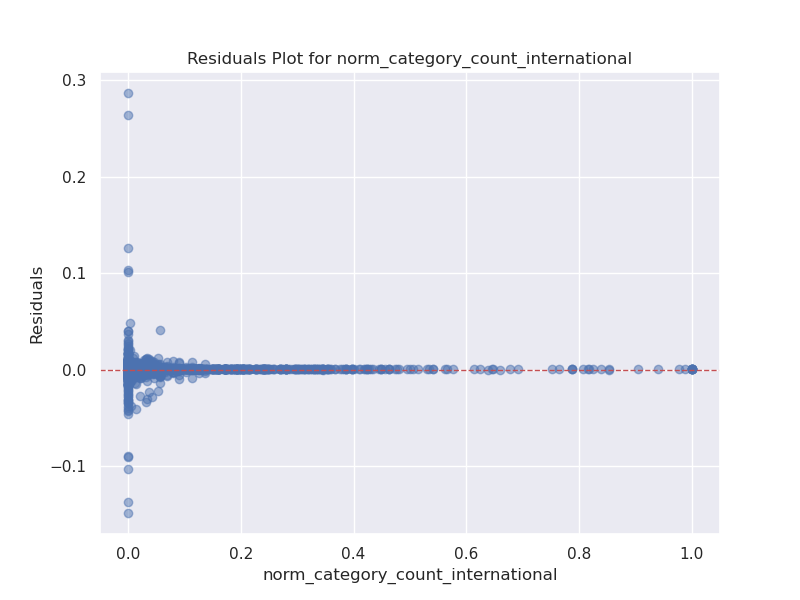 Residuals Plot for norm_category_count_international
0.3
0.2
0.1
0.0
−0.1
Residuals
0.0 0.2 0.4 0.6 0.8 1.0
norm_category_count_international